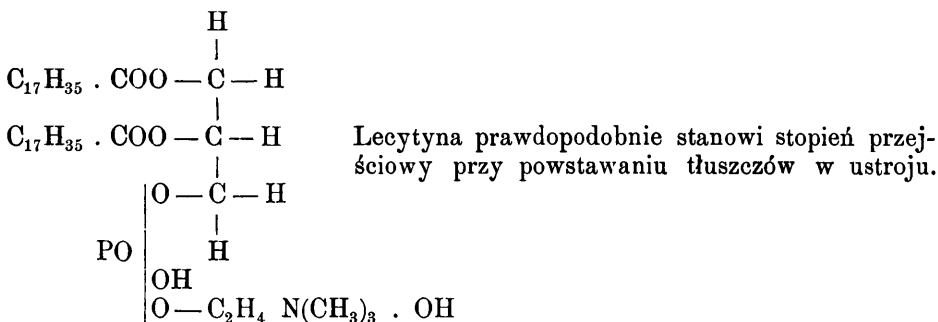 H
C₁₇H₃₅ . COO — C — H
C₁₇H₃₅ . COO — C — H
Lecytyna prawdopodobnie stanowi stopień przej-
ściowy przy powstawaniu tłuszczów w ustroju.
O — C — H
PO H
OH
O — C₂H₄ N(CH₃)₃ . OH